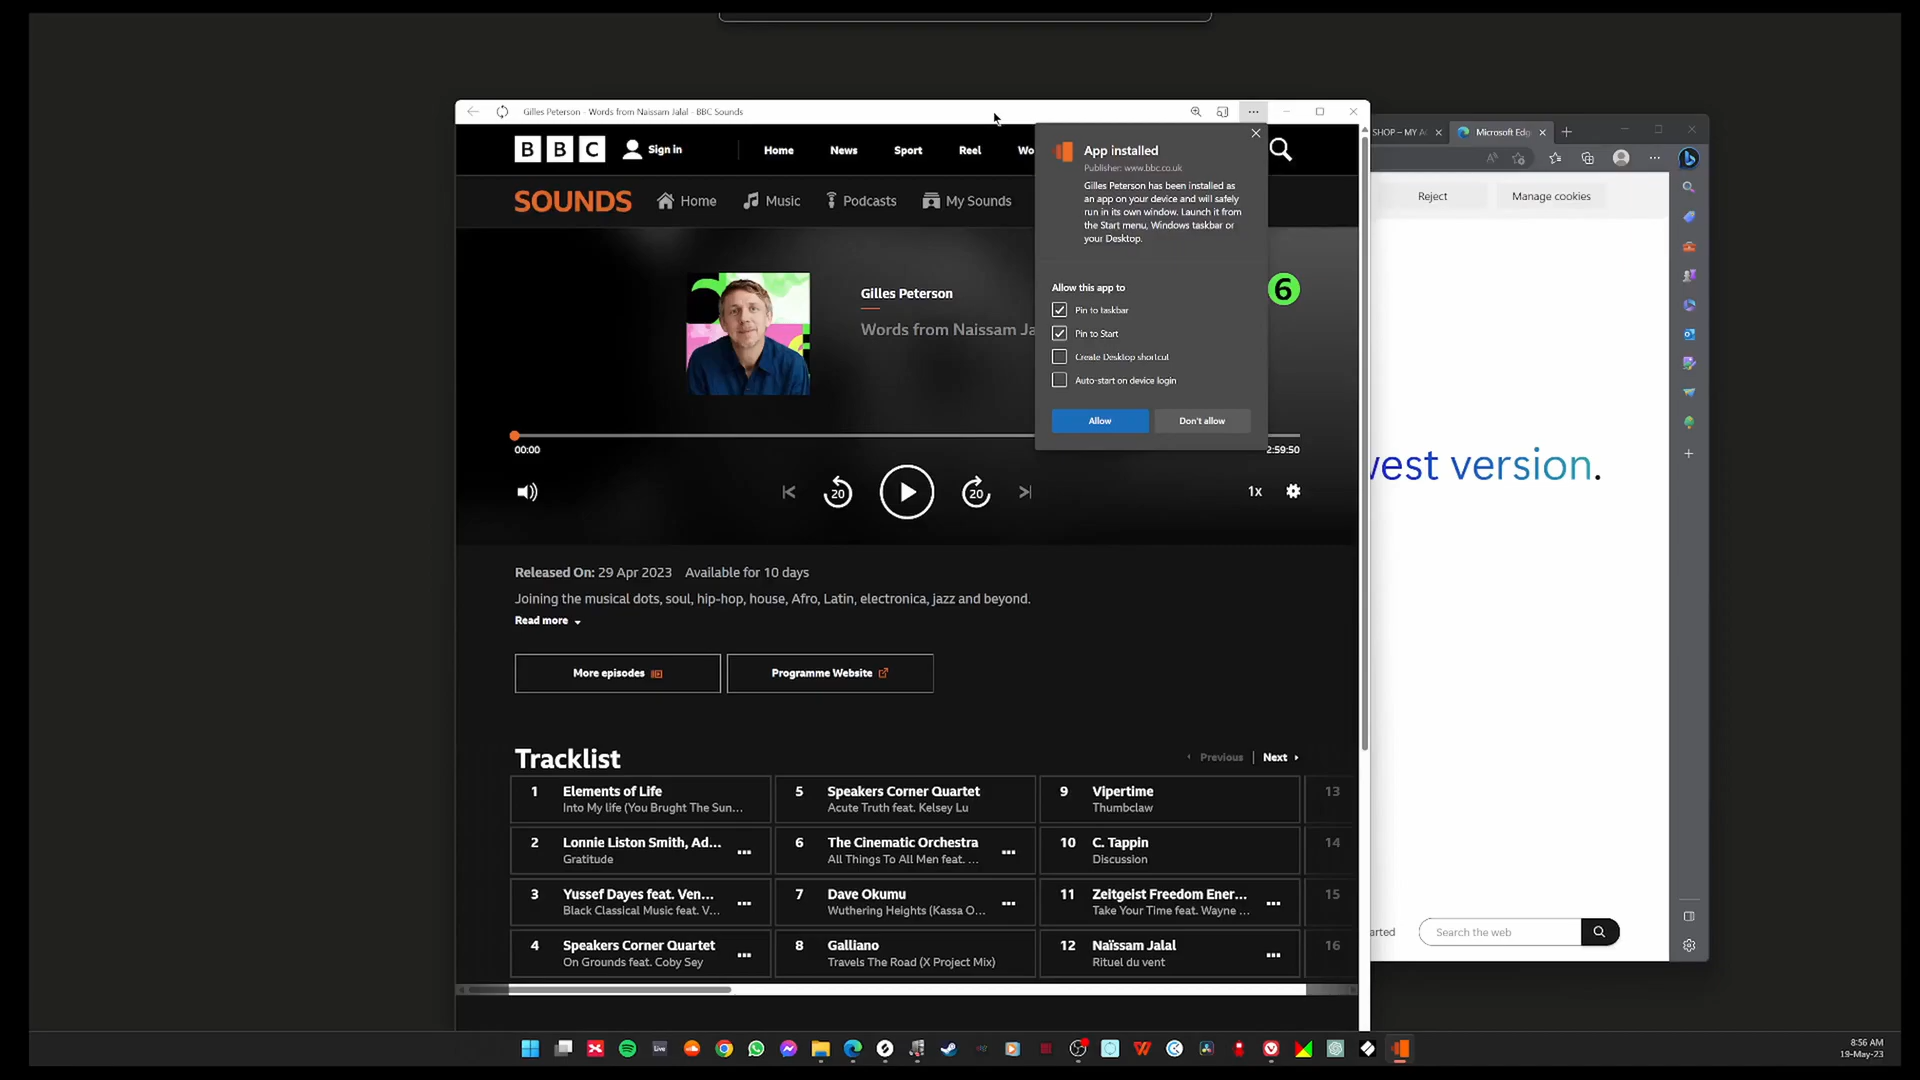 Gilles Peterson - Words from Naissam Jalal - BBC Sounds
BBC
Sign in
Home
News
Sport
Reel
Wo
SOUNDS
Home
Music
Podcasts
My Sounds
App installed
Publisher: www.bbc.co.uk
Gilles Peterson has been installed as
an app on your device and will safely
run in its own window. Launch it from
the Start menu, Windows taskbar or
your Desktop.
Allow this app to
Pin to taskbar
Pin to Start
Create Desktop shortcut
Auto-start on device login
Allow
Don't allow
6
Gilles Peterson
Words from Naissam Ja
00:00
2:59:50
20
20
1x
Released On: 29 Apr 2023
Available for 10 days
Joining the musical dots, soul, hip-hop, house, Afro, Latin, electronica, jazz and beyond.
Read more
More episodes
Programme Website
Tracklist
Previous
Next
1
Elements of Life
Into My life (You Brught The Sun...
5
Speakers Corner Quartet
Acute Truth feat. Kelsey Lu
9
Vipertime
Thumbclaw
13
2
Lonnie Liston Smith, Ad...
Gratitude
6
The Cinematic Orchestra
All Things To All Men feat. ...
10
C. Tappin
Discussion
14
3
Yussef Dayes feat. Ven...
Black Classical Music feat. V...
7
Dave Okumu
Wuthering Heights (Kassa O...
11
Zeitgeist Freedom Ener...
Take Your TIme feat. Wayne ...
15
4
Speakers Corner Quartet
On Grounds feat. Coby Sey
8
Galliano
Travels The Road (X Project Mix)
12
Naïssam Jalal
Rituel du vent
16
SHOP – MY A
Microsoft Edg
Reject
Manage cookies
west version.
arted
Search the web
Live
8:56 AM
19-May-23